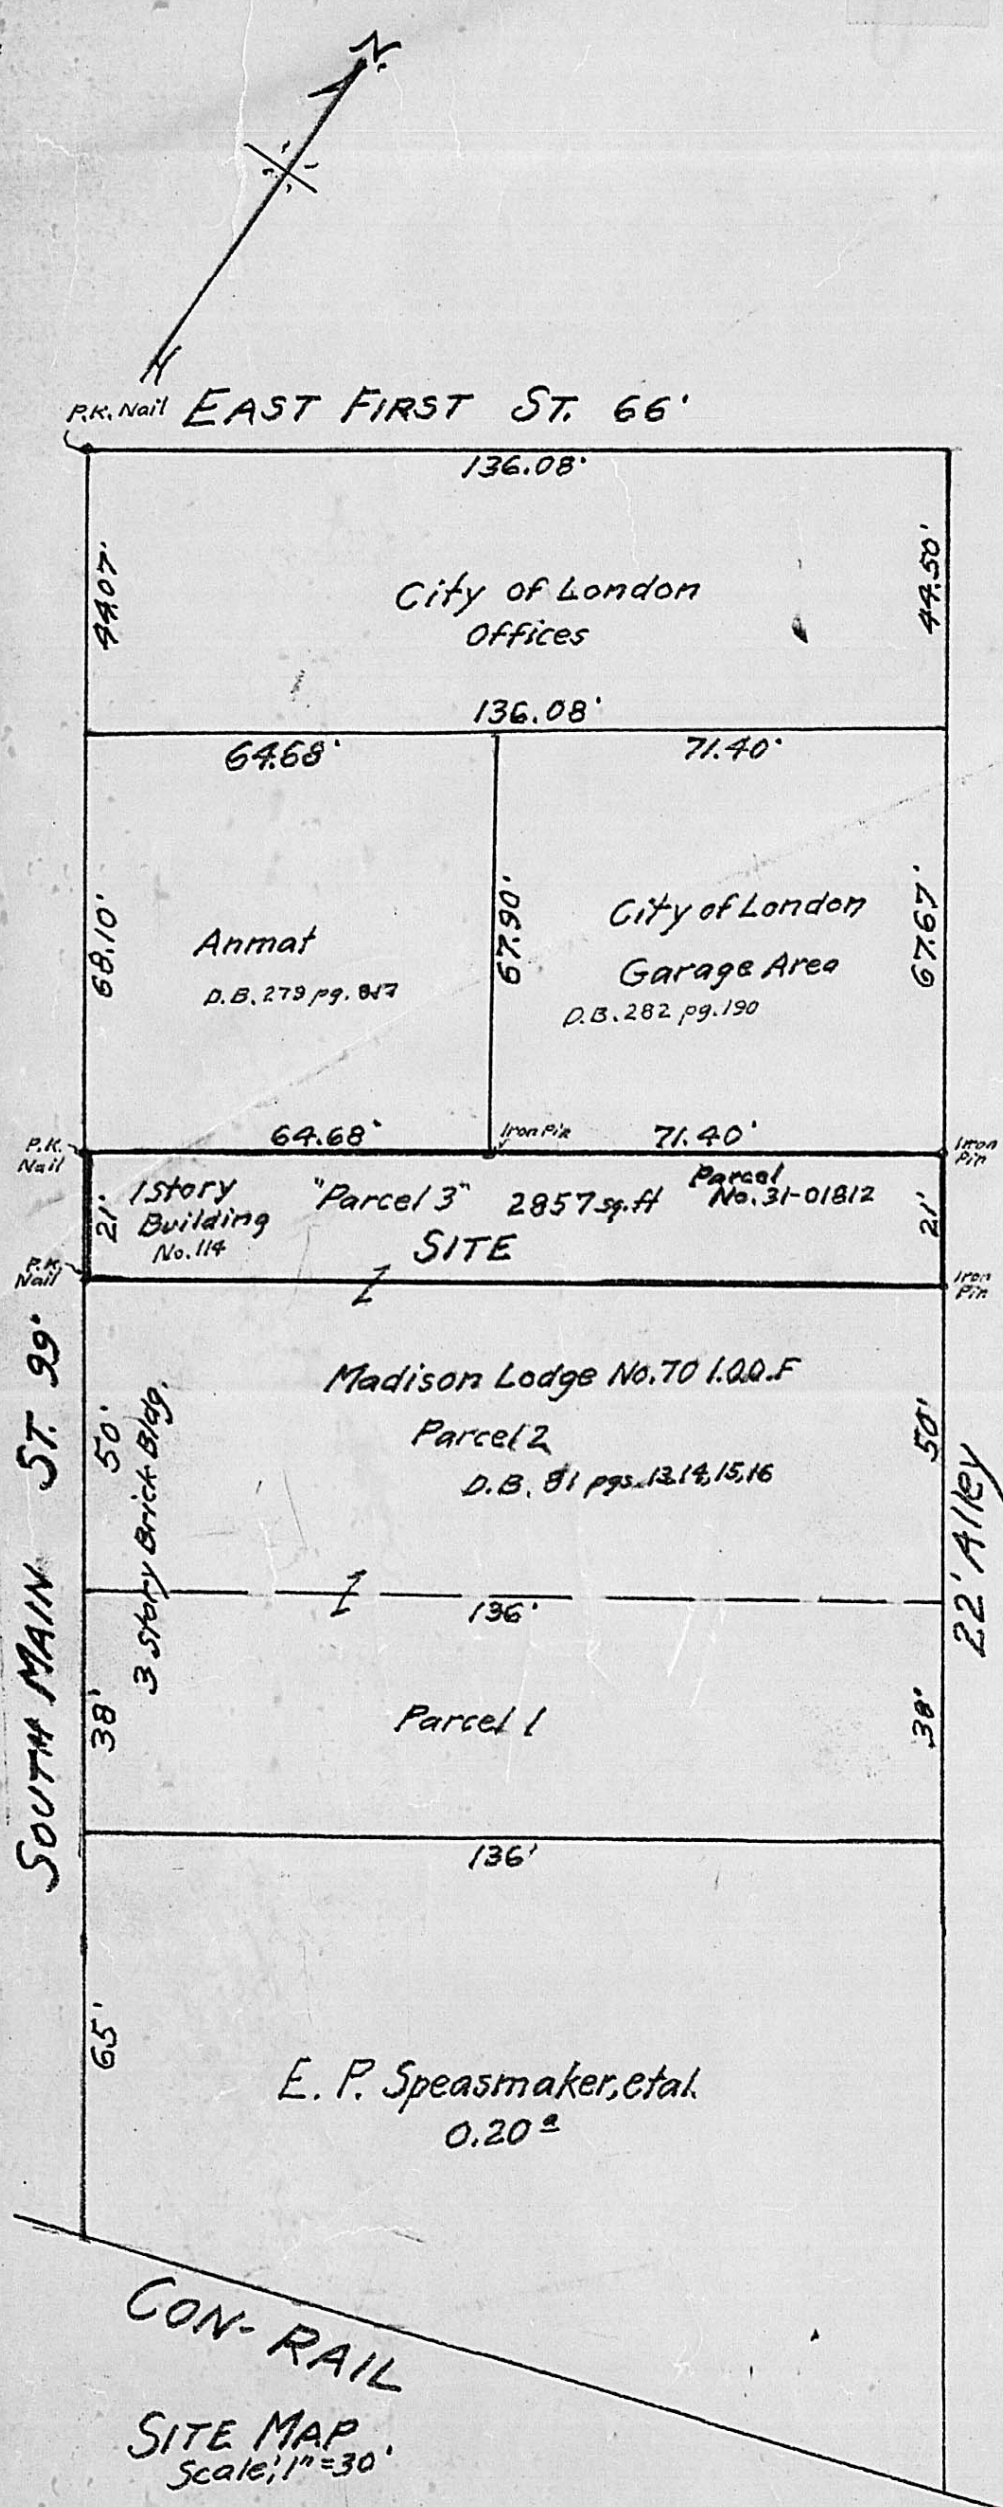 N.
P.K. Nail
EAST FIRST ST. 66'
136.08'
44.07'
44.50'
City of London
Offices
136.08'
64.68'
71.40'
68.10'
67.90'
67.67'
Anmat
D.B. 279 pg.
City of London
Garage Area
D.B. 282 pg. 190
64.68'
Iron Pin
71.40'
P.K.
Nail
Iron
Pin
21'
1 Story
Building
No. 114
"Parcel 3"
2857 sq. ft
Parcel
No. 31-01812
21'
SITE
P.K.
Nail
Iron
Pin
Madison Lodge No. 70 I.O.O.F
Parcel 2
D.B. 81 pgs. 13,14,15,16
50'
3 Story Brick Bldg.
50'
SOUTH MAIN ST. 99'
22' Alley
136'
38'
Parcel 1
38'
136'
65'
E. P. Speasmaker, etal.
0.20 a
CON-RAIL
SITE MAP
Scale; 1"=30'